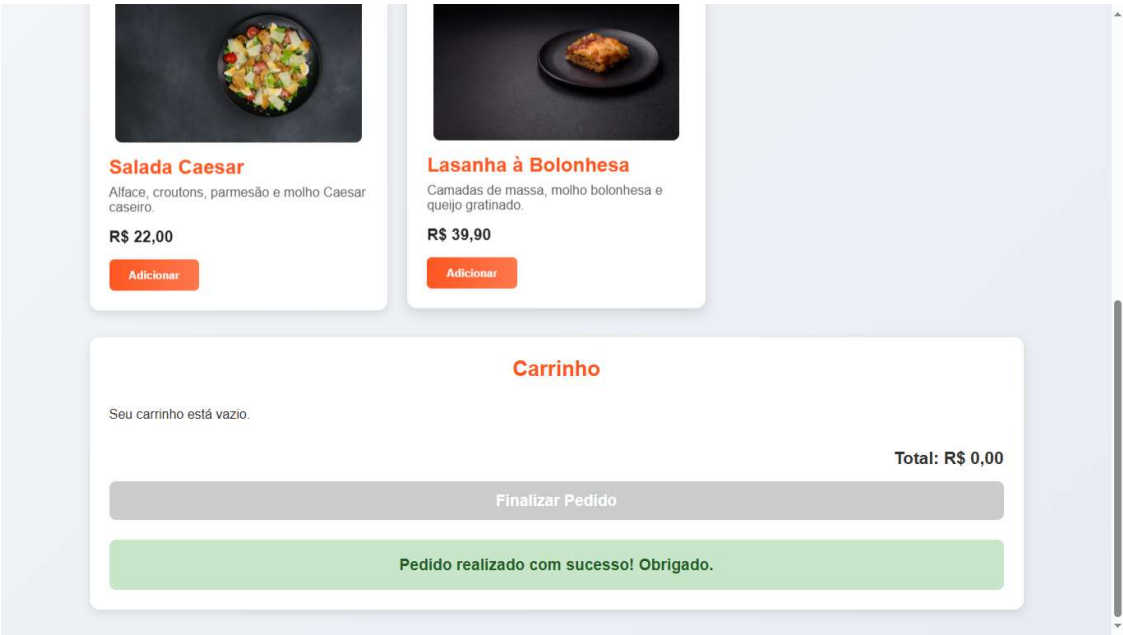 Salada Caesar
Alface, croutons, parmesão e molho Caesar
caseiro.
R$ 22,00
Adicionar
Lasanha à Bolonhesa
Camadas de massa, molho bolonhesa e
queijo gratinado.
R$ 39,90
Adicionar
Carrinho
Seu carrinho está vazio.
Total: R$ 0,00
Finalizar Pedido
Pedido realizado com sucesso! Obrigado.